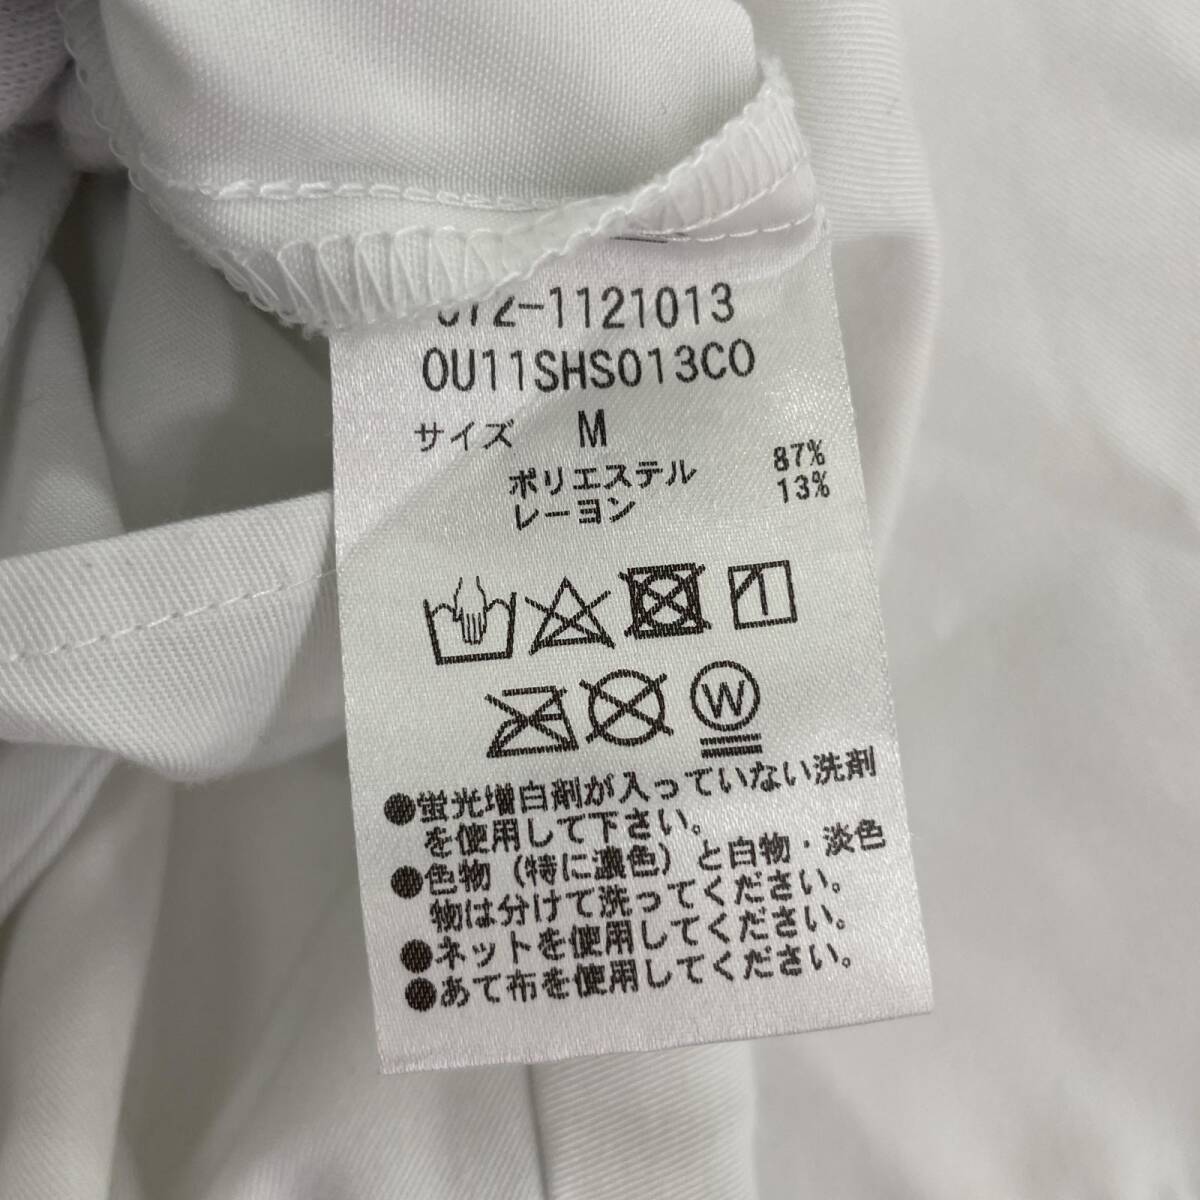 072-1121013
OU11SHS013CO
サイズ M
ポリエステル 87%
レーヨン 13%
W
●蛍光増白剤が入っていない洗剤
を使用して下さい。
●色物（特に濃色）と白物・淡色
物は分けて洗ってください。
●ネットを使用してください。
●あて布を使用してください。